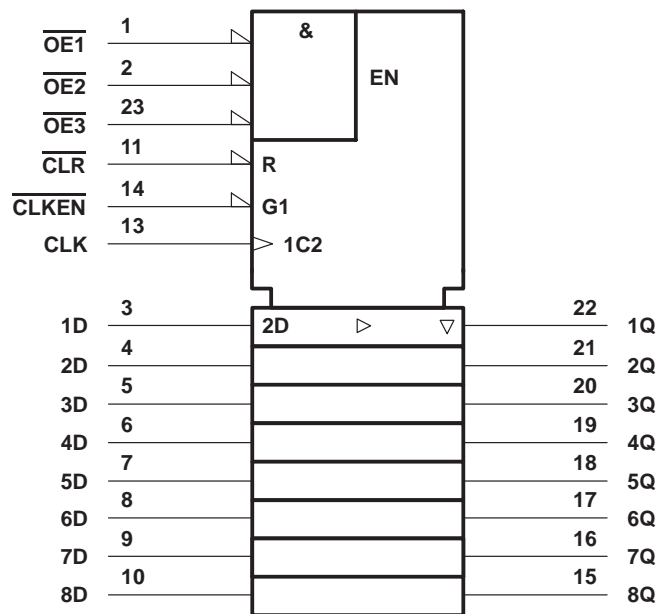 OE1 1 &
OE2 2 EN
OE3 23
CLR 11 R
CLKEN 14 G1
CLK 13 1C2
1D 3 2D 22 1Q
2D 4 21 2Q
3D 5 20 3Q
4D 6 19 4Q
5D 7 18 5Q
6D 8 17 6Q
7D 9 16 7Q
8D 10 15 8Q